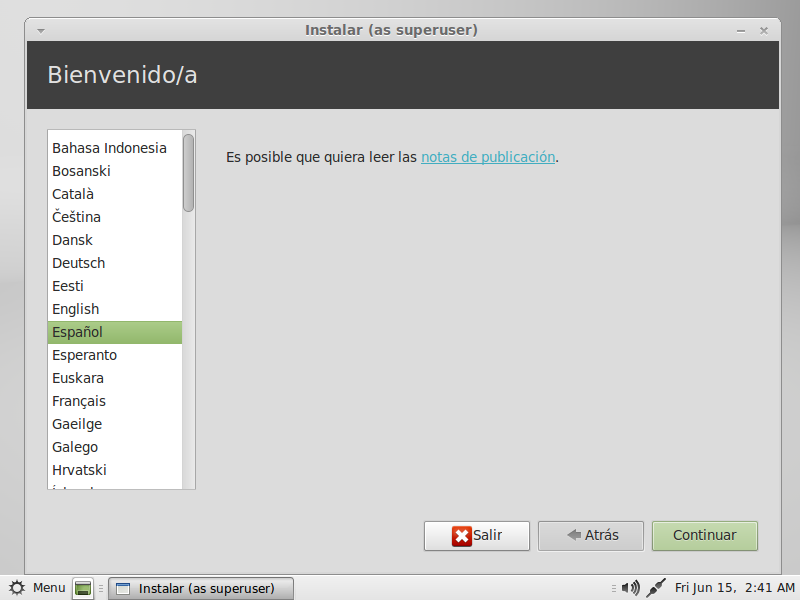 Instalar (as superuser)
Bienvenido/a
Bahasa Indonesia
Bosanski
Català
Čeština
Dansk
Deutsch
Eesti
English
Español
Esperanto
Euskara
Français
Gaeilge
Galego
Hrvatski
Es posible que quiera leer las notas de publicación.
Salir
Atrás
Continuar
Menu
Instalar (as superuser)
Fri Jun 15, 2:41 AM